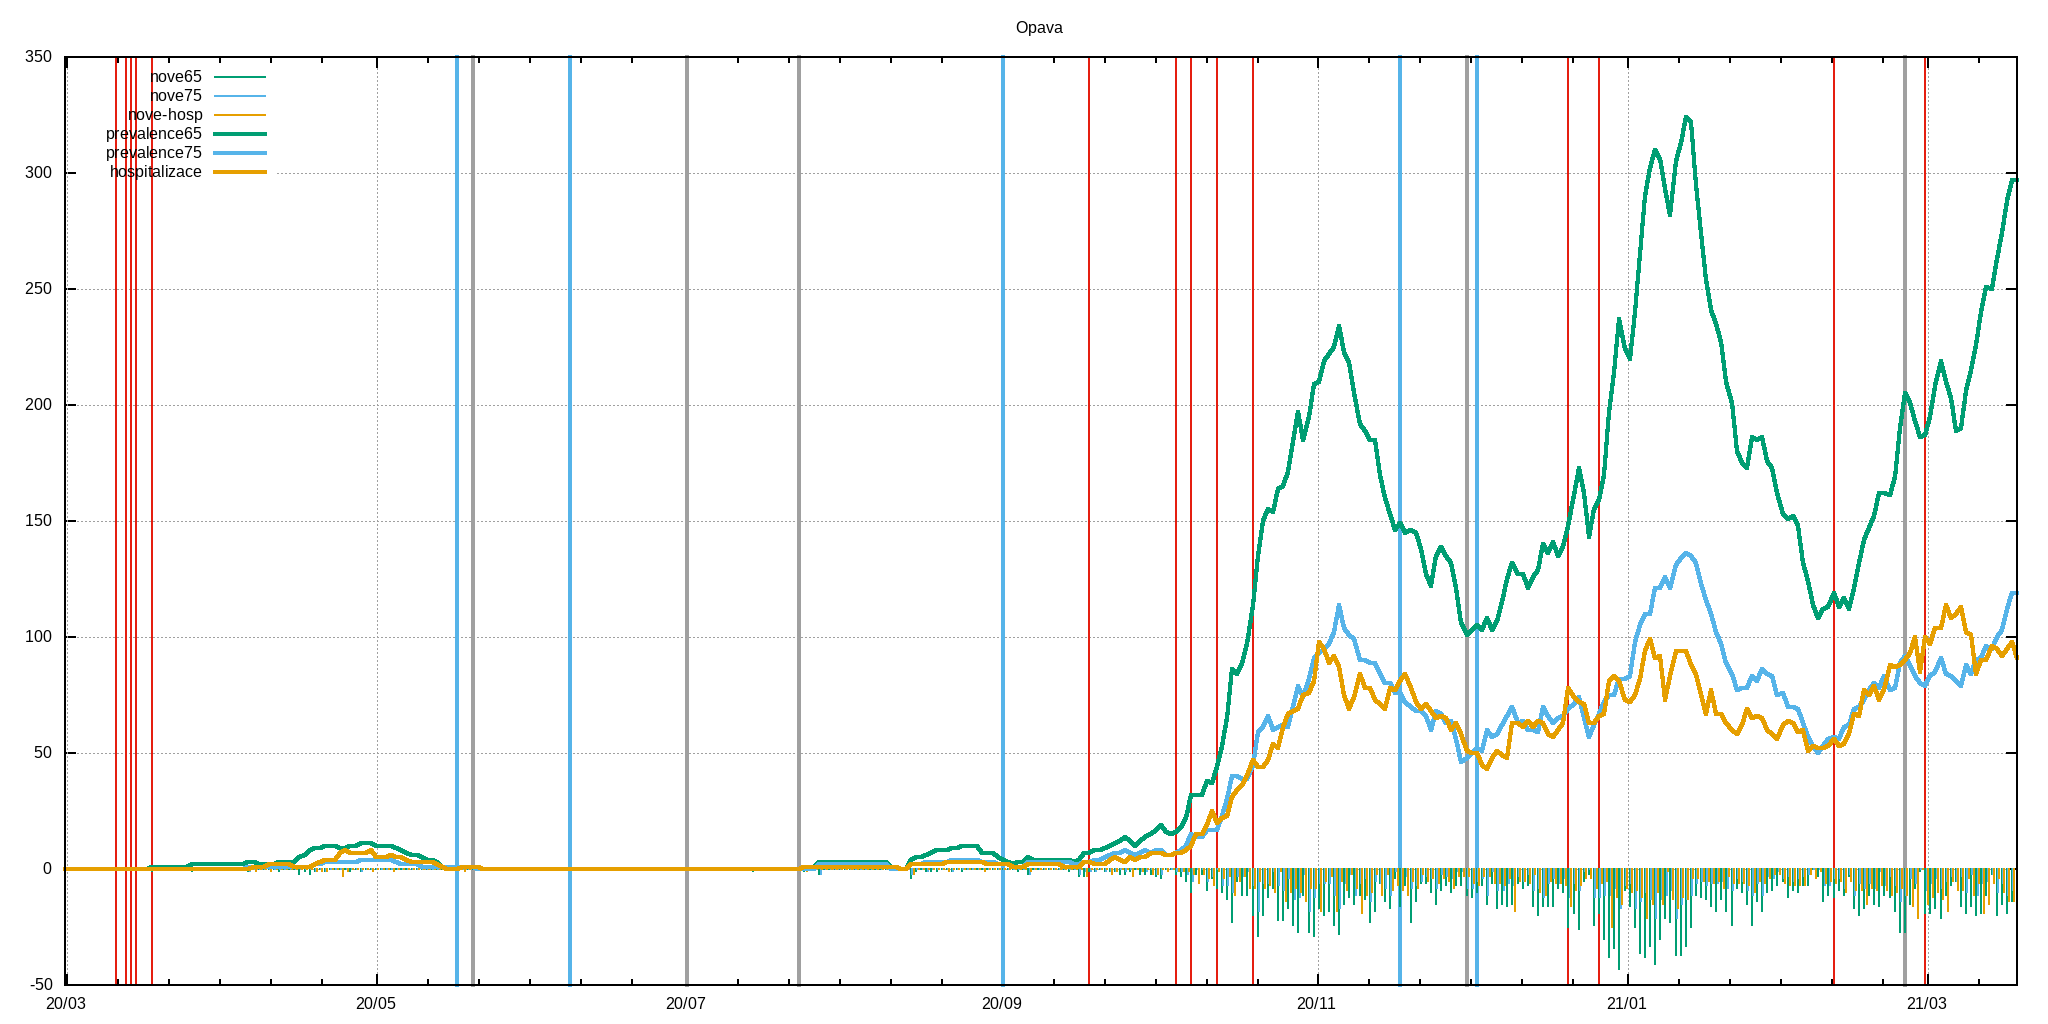 Opava
350
300
250
200
150
100
50
0
-50
nove65
nove75
nove-hosp
prevalence65
prevalence75
hospitalizace
20/03 20/05 20/07 20/09 20/11 21/01 21/03